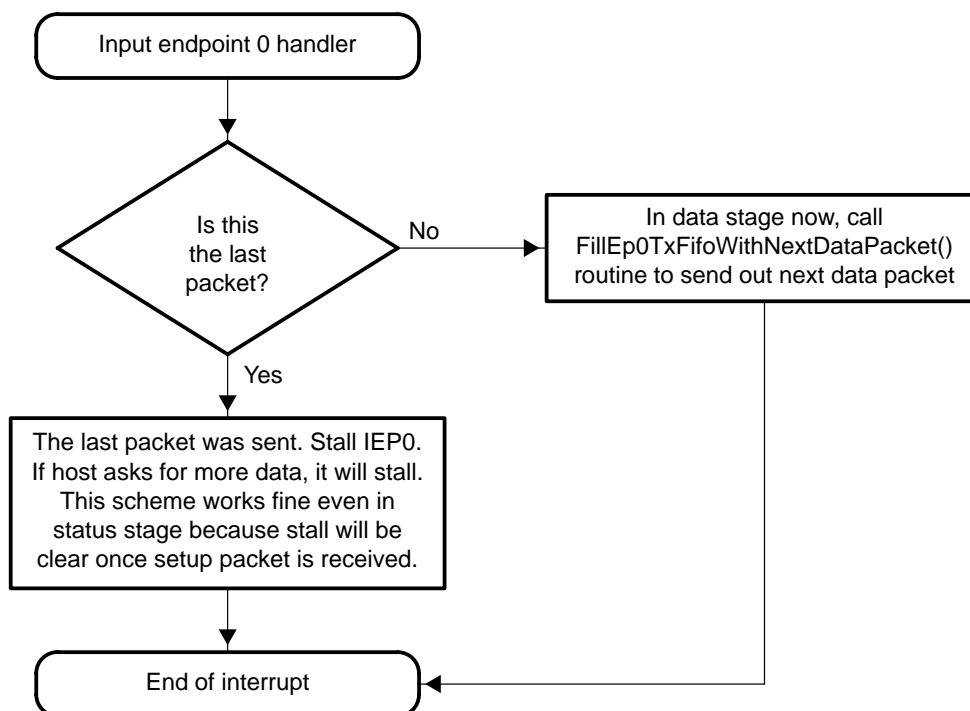 Input endpoint 0 handler
Is this
the last
packet?
No
In data stage now, call
FillEp0TxFifoWithNextDataPacket()
routine to send out next data packet
Yes
The last packet was sent. Stall IEP0.
If host asks for more data, it will stall.
This scheme works fine even in
status stage because stall will be
clear once setup packet is received.
End of interrupt